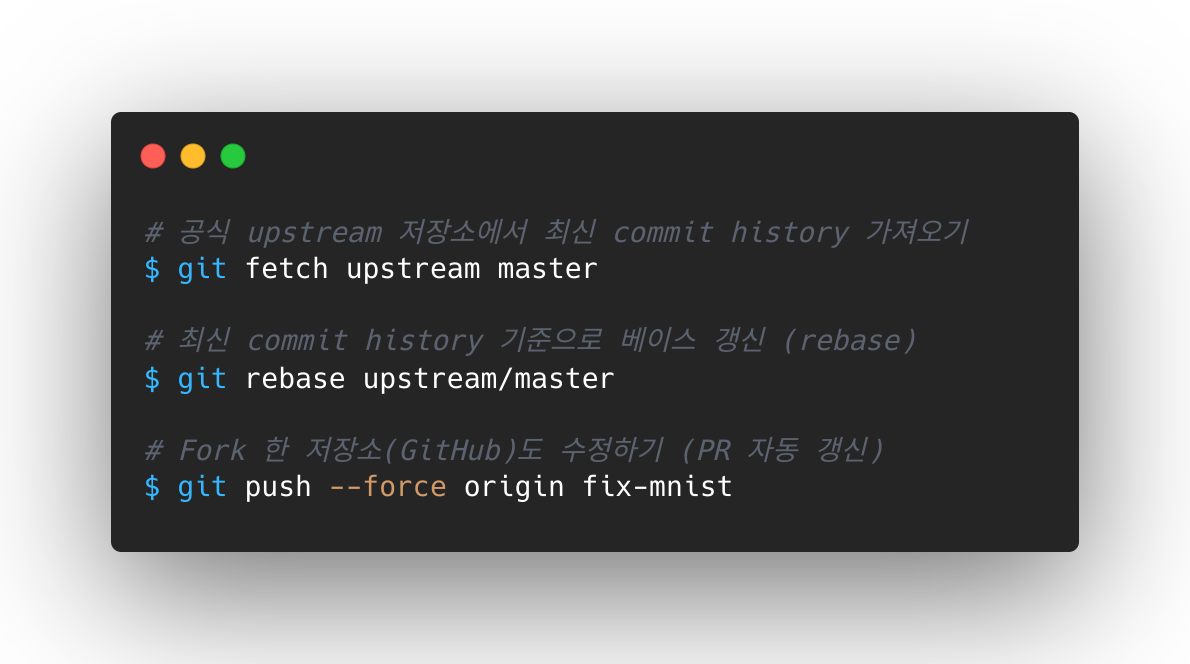 # 공식 upstream 저장소에서 최신 commit history 가져오기
$ git fetch upstream master
# 최신 commit history 기준으로 베이스 갱신 (rebase)
$ git rebase upstream/master
# Fork 한 저장소(GitHub)도 수정하기 (PR 자동 갱신)
$ git push --force origin fix-mnist